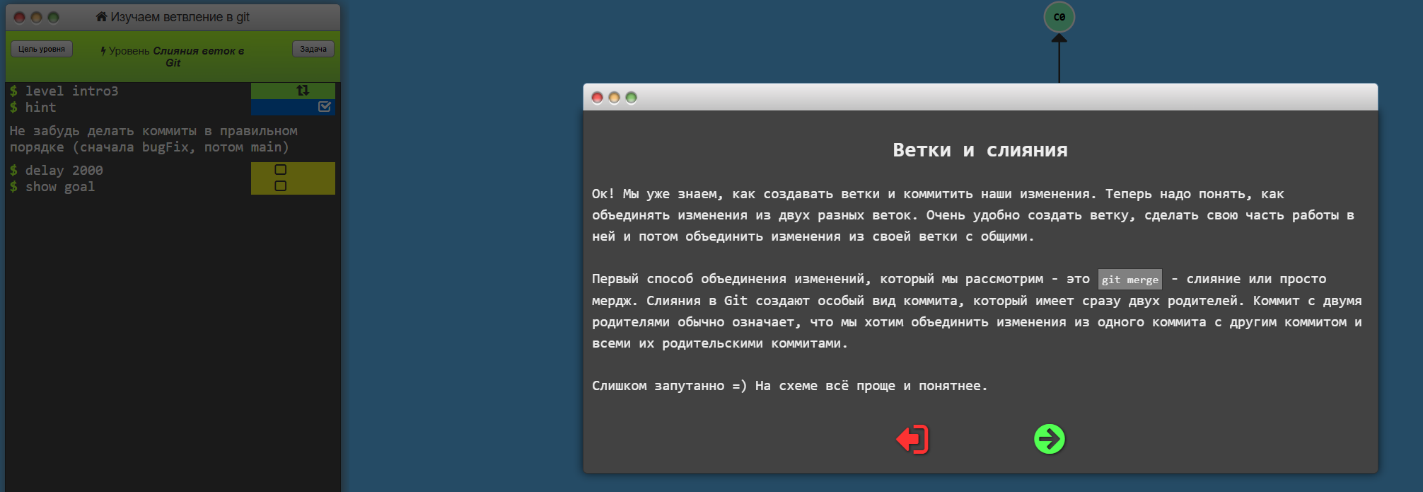 Изучаем ветвление в git
Цель уровня
Уровень Слияния веток в
Git
Задача
$ level intro3
$ hint
Не забудь делать коммиты в правильном
порядке (сначала bugFix, потом main)
$ delay 2000
$ show goal
C0
Ветки и слияния
Ок! Мы уже знаем, как создавать ветки и коммитить наши изменения. Теперь надо понять, как
объединять изменения из двух разных веток. Очень удобно создать ветку, сделать свою часть работы в
ней и потом объединить изменения из своей ветки с общими.
Первый способ объединения изменений, который мы рассмотрим - это git merge - слияние или просто
мердж. Слияния в Git создают особый вид коммита, который имеет сразу двух родителей. Коммит с двумя
родителями обычно означает, что мы хотим объединить изменения из одного коммита с другим коммитом и
всеми их родительскими коммитами.
Слишком запутанно =) На схеме всё проще и понятнее.